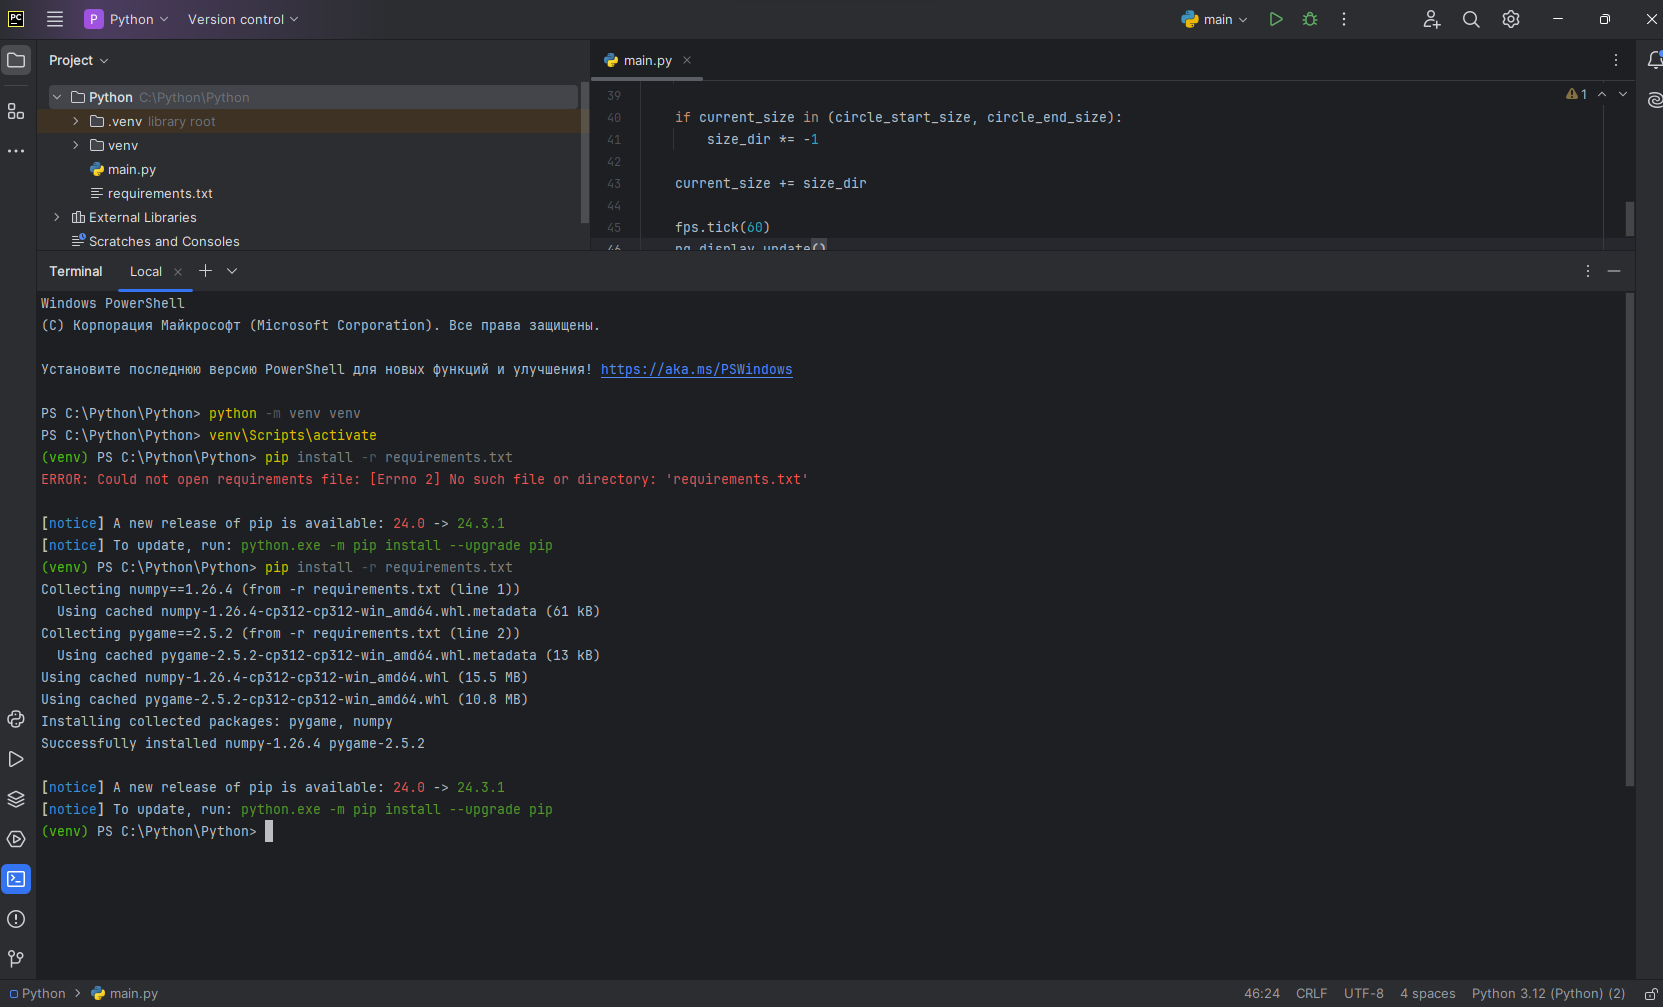 PC P Python Version control main
Project
main.py
Python C:\Python\Python
.venv library root
venv
main.py
requirements.txt
External Libraries
Scratches and Consoles
1
39
40 if current_size in (circle_start_size, circle_end_size):
41 size_dir *= -1
42
43 current_size += size_dir
44
45 fps.tick(60)
46 pg.display.update()
Terminal Local
Windows PowerShell
(C) Корпорация Майкрософт (Microsoft Corporation). Все права защищены.
Установите последнюю версию PowerShell для новых функций и улучшения! https://aka.ms/PSWindows
PS C:\Python\Python> python -m venv venv
PS C:\Python\Python> venv\Scripts\activate
(venv) PS C:\Python\Python> pip install -r requirements.txt
ERROR: Could not open requirements file: [Errno 2] No such file or directory: 'requirements.txt'
[notice] A new release of pip is available: 24.0 -> 24.3.1
[notice] To update, run: python.exe -m pip install --upgrade pip
(venv) PS C:\Python\Python> pip install -r requirements.txt
Collecting numpy==1.26.4 (from -r requirements.txt (line 1))
Using cached numpy-1.26.4-cp312-cp312-win_amd64.whl.metadata (61 kB)
Collecting pygame==2.5.2 (from -r requirements.txt (line 2))
Using cached pygame-2.5.2-cp312-cp312-win_amd64.whl.metadata (13 kB)
Using cached numpy-1.26.4-cp312-cp312-win_amd64.whl (15.5 MB)
Using cached pygame-2.5.2-cp312-cp312-win_amd64.whl (10.8 MB)
Installing collected packages: pygame, numpy
Successfully installed numpy-1.26.4 pygame-2.5.2
[notice] A new release of pip is available: 24.0 -> 24.3.1
[notice] To update, run: python.exe -m pip install --upgrade pip
(venv) PS C:\Python\Python>
Python > main.py 46:24 CRLF UTF-8 4 spaces Python 3.12 (Python) (2)